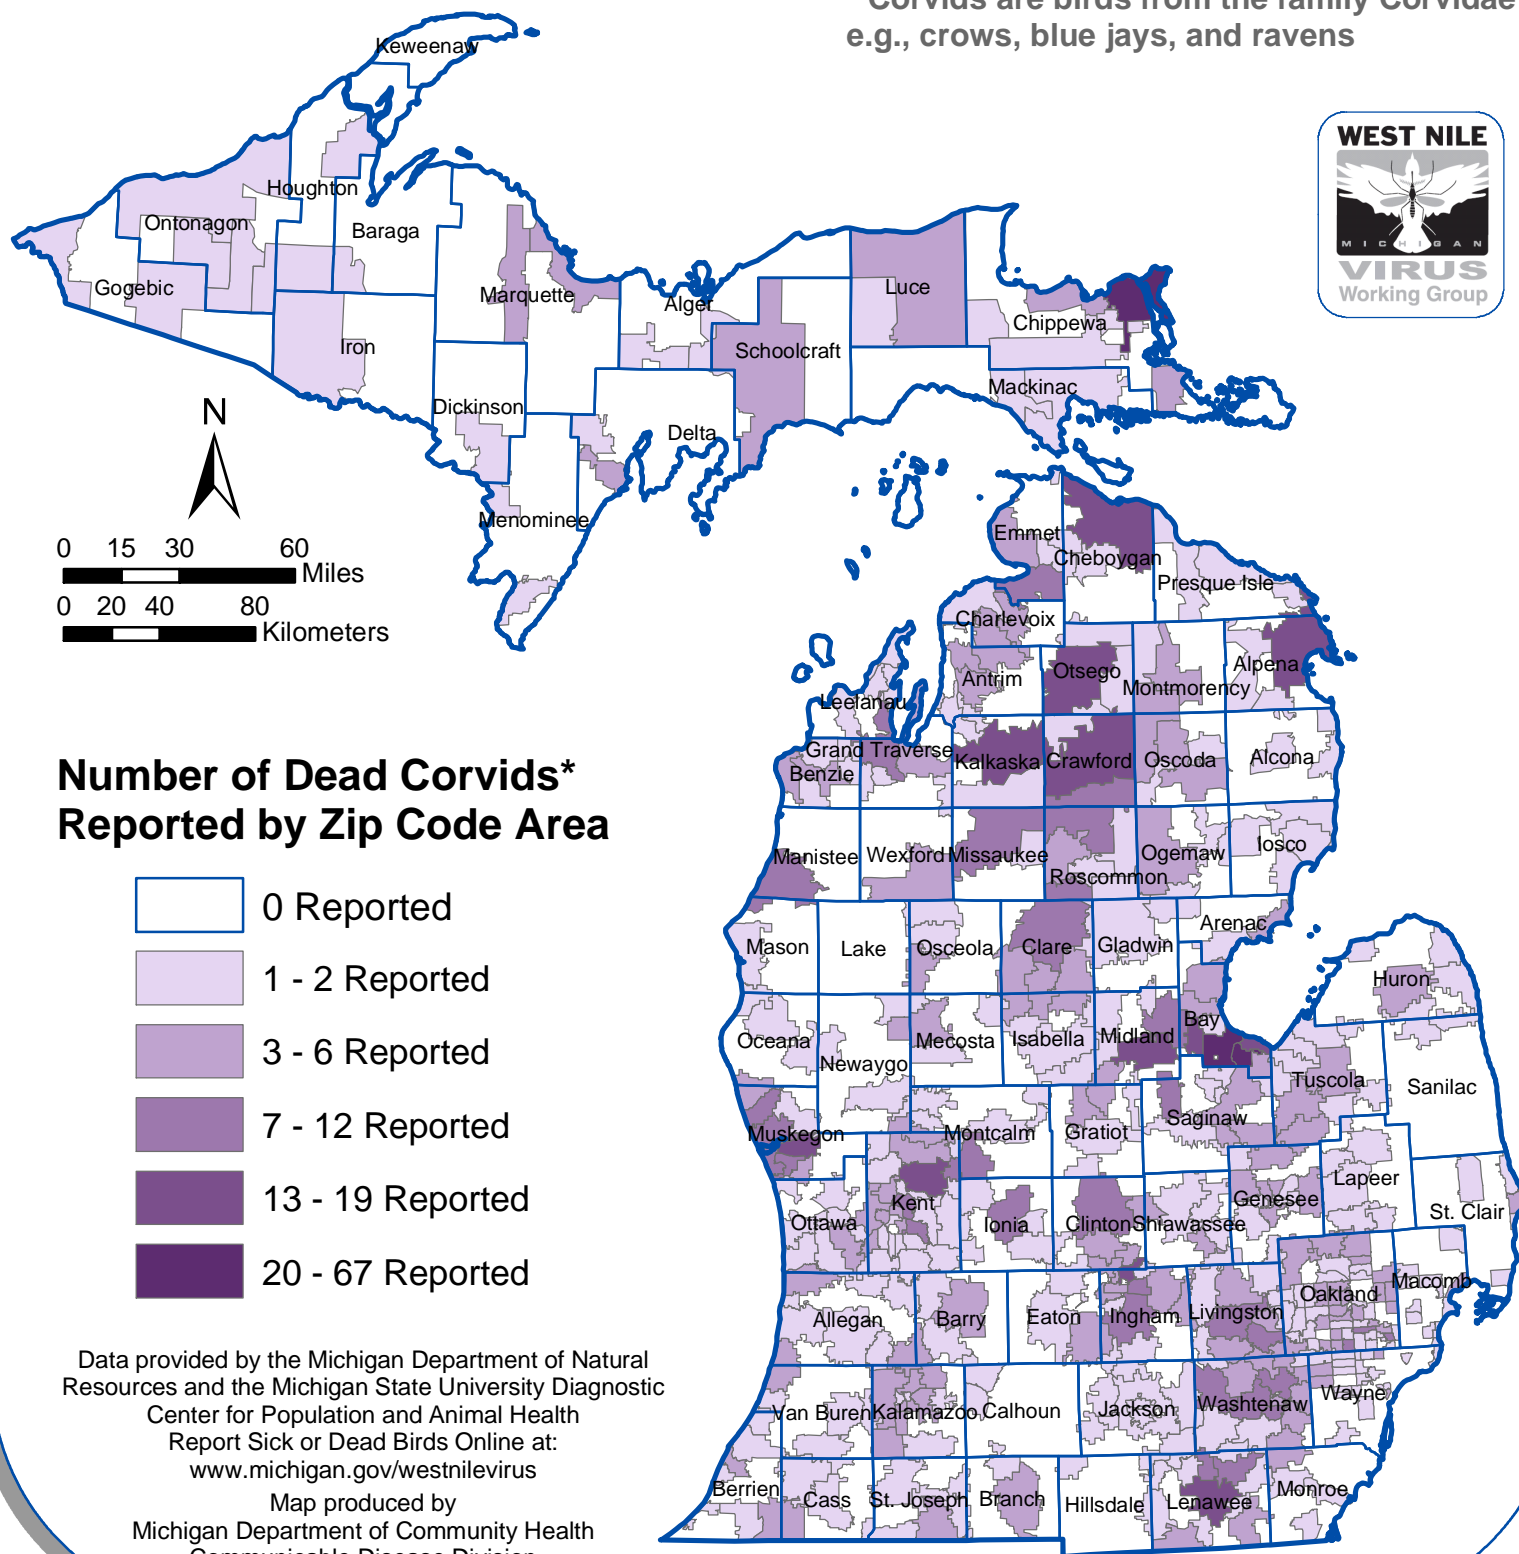 Corvids are birds from the family Corvidae
e.g., crows, blue jays, and ravens
WEST NILE
MICHIGAN
VIRUS
Working Group
Keweenaw
Houghton
Ontonagon
Baraga
Gogebic
Marquette
Alger
Luce
Chippewa
Iron
Schoolcraft
Mackinac
Dickinson
Delta
Menominee
N
0 15 30 60
Miles
0 20 40 80
Kilometers
Emmet
Cheboygan
Presque Isle
Charlevoix
Antrim
Otsego
Montmorency
Alpena
Leelanau
Grand Traverse
Benzie
Kalkaska
Crawford
Oscoda
Alcona
Manistee
Wexford
Missaukee
Roscommon
Ogemaw
Iosco
Mason
Lake
Osceola
Clare
Gladwin
Arenac
Huron
Oceana
Newaygo
Mecosta
Isabella
Midland
Bay
Tuscola
Sanilac
Muskegon
Montcalm
Gratiot
Saginaw
Ottawa
Kent
Ionia
Clinton
Shiawassee
Genesee
Lapeer
St. Clair
Allegan
Barry
Eaton
Ingham
Livingston
Oakland
Macomb
Van Buren
Kalamazoo
Calhoun
Jackson
Washtenaw
Wayne
Berrien
Cass
St. Joseph
Branch
Hillsdale
Lenawee
Monroe
Number of Dead Corvids*
Reported by Zip Code Area
0 Reported
1 - 2 Reported
3 - 6 Reported
7 - 12 Reported
13 - 19 Reported
20 - 67 Reported
Data provided by the Michigan Department of Natural
Resources and the Michigan State University Diagnostic
Center for Population and Animal Health
Report Sick or Dead Birds Online at:
www.michigan.gov/westnilevirus
Map produced by
Michigan Department of Community Health
Communicable Disease Division